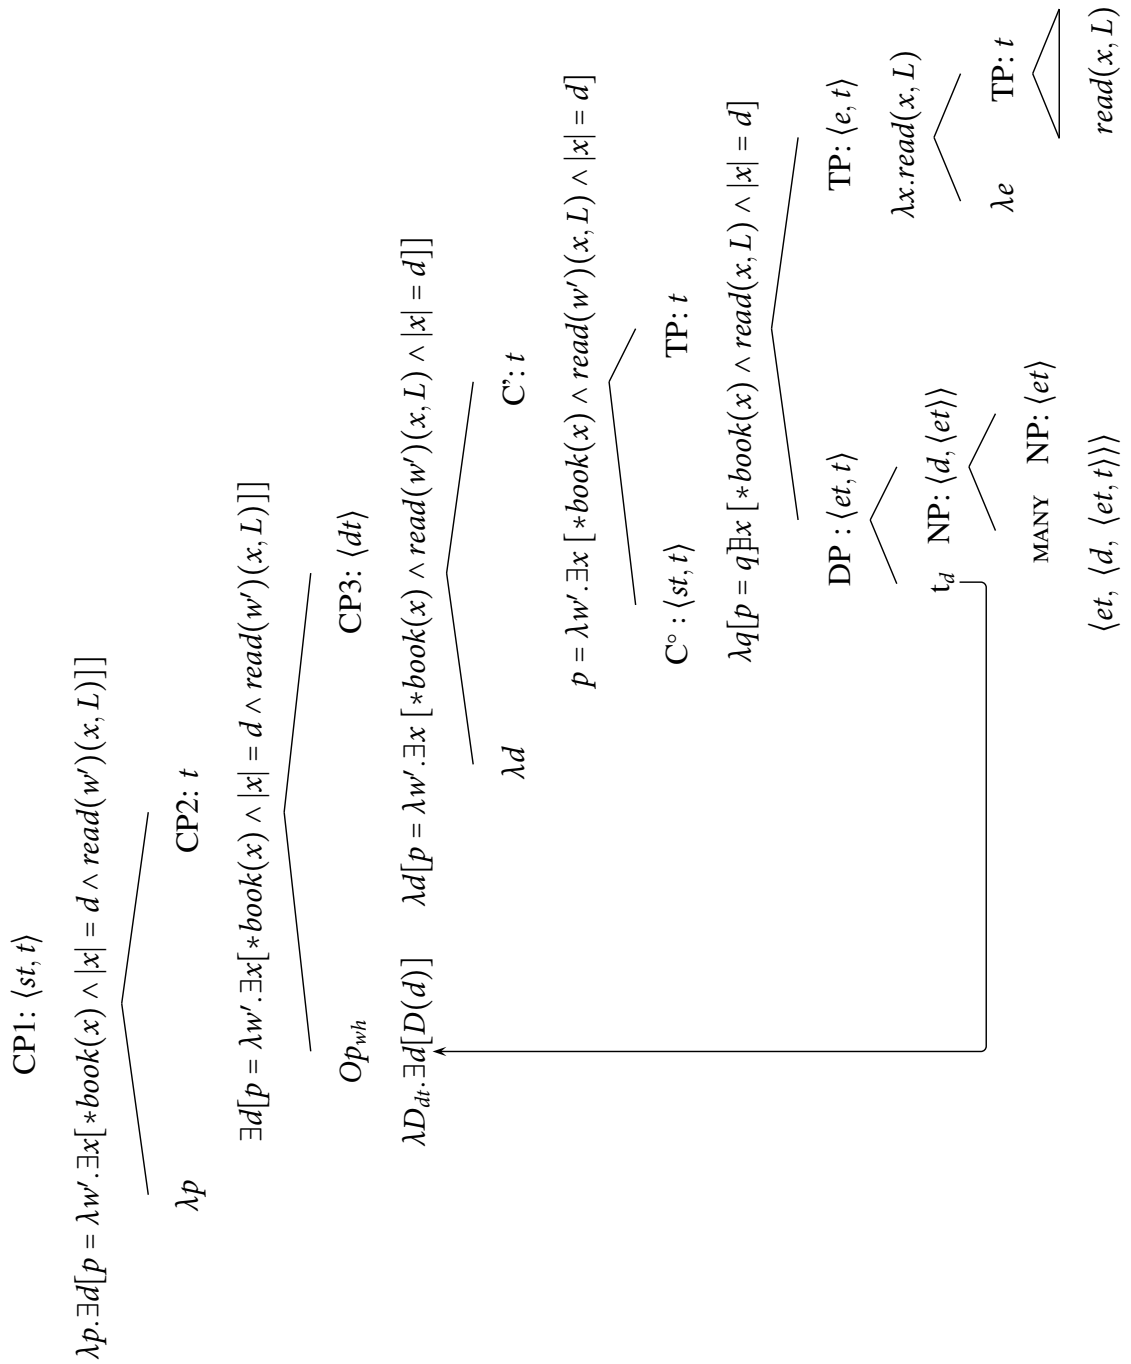 CP1: ⟨st, t⟩
λp.∃d[p = λw′.∃x[∗book(x) ∧ |x| = d ∧ read(w′)(x, L)]]
λp
CP2: t
∃d[p = λw′.∃x[∗book(x) ∧ |x| = d ∧ read(w′)(x, L)]]
Op_wh
CP3: ⟨dt⟩
λD_dt.∃d[D(d)]
λd[p = λw′.∃x [∗book(x) ∧ read(w′)(x, L) ∧ |x| = d]]
λd
C’: t
p = λw′.∃x [∗book(x) ∧ read(w′)(x, L) ∧ |x| = d]
C° : ⟨st, t⟩
TP: t
λq[p = q]
∃x [∗book(x) ∧ read(x, L) ∧ |x| = d]
DP : ⟨et, t⟩
TP: ⟨e, t⟩
λx.read(x, L)
t_d
NP: ⟨d, ⟨et⟩⟩
λe
TP: t
MANY
NP: ⟨et⟩
⟨et, ⟨d, ⟨et, t⟩⟩⟩
read(x, L)